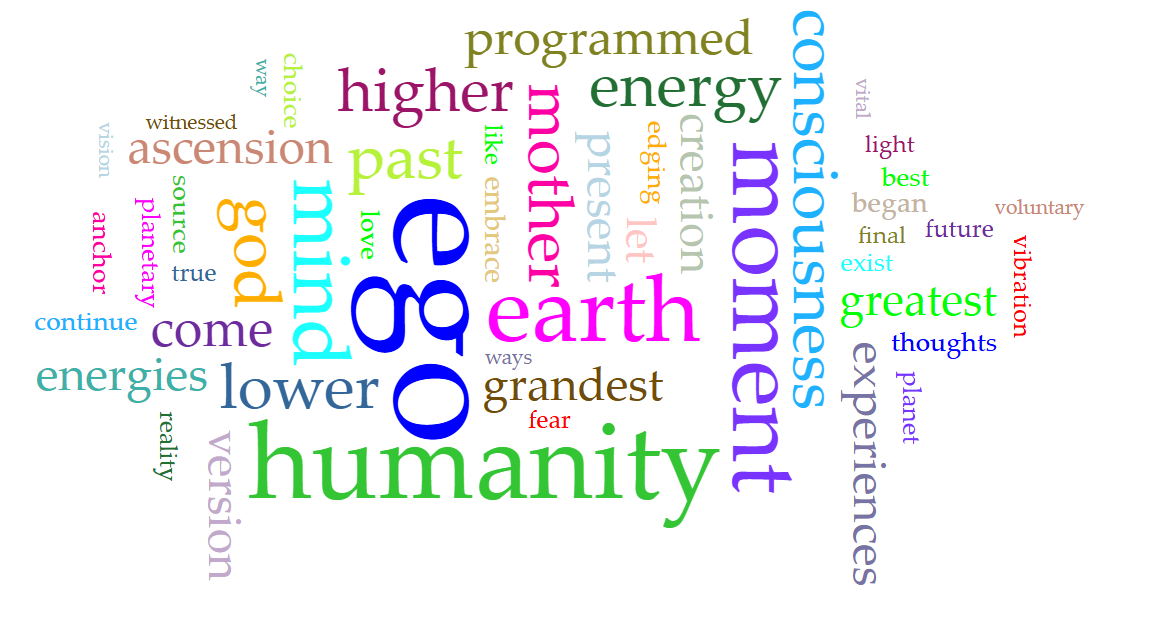 programmed
consciousness
way
choice
higher
energy
vital
witnessed
ascension
vision
past
like
mother
present
edging
creation
moment
light
best
began
voluntary
final
future
exist
vibration
source
planetary
anchor
god
mind
love
ego
embrace
let
true
continue
come
earth
greatest
thoughts
ways
energies
lower
grandest
fear
experiences
planet
reality
version
humanity